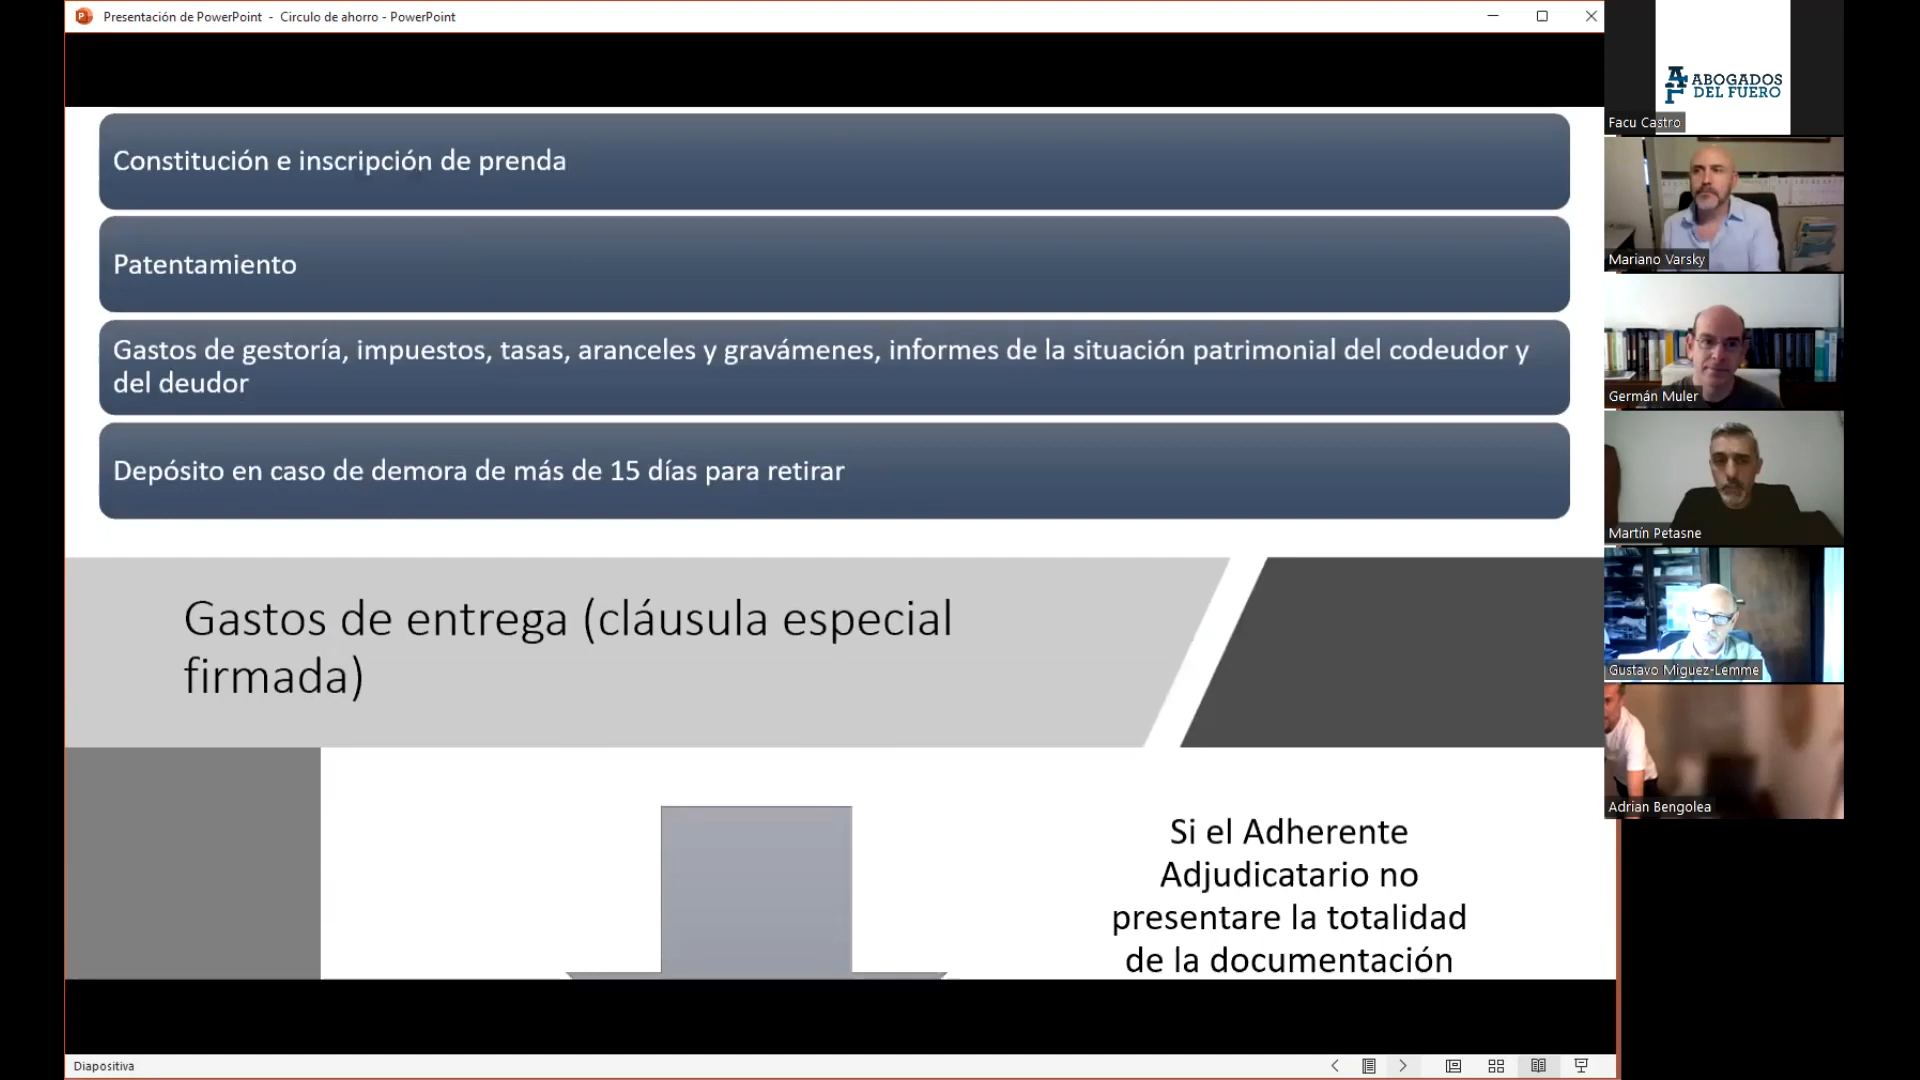 Presentación de PowerPoint - Circulo de ahorro - PowerPoint
Constitución e inscripción de prenda
Patentamiento
Gastos de gestoría, impuestos, tasas, aranceles y gravámenes, informes de la situación patrimonial del codeudor y
del deudor
Depósito en caso de demora de más de 15 días para retirar
Gastos de entrega (cláusula especial
firmada)
Si el Adherente
Adjudicatario no
presentare la totalidad
de la documentación
Diapositiva
ABOGADOS
DEL FUERO
Facu Castro
Mariano Varsky
Germán Muler
Martín Petasne
Gustavo Miguez-Lemme
Adrian Bengolea